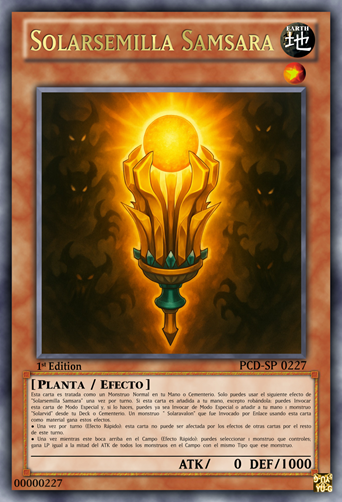 Solarsemilla Samsara
EARTH
地
1st Edition
PCD-SP 0227
[Planta / Efecto]
Esta carta es tratada como un Monstruo Normal en tu Mano o Cementerio. Solo puedes usar el siguiente efecto de
"Solarsemilla Samsara" una vez por turno. Si esta carta es añadida a tu mano, excepto robándola: puedes Invocar
esta carta de Modo Especial y, si lo haces, puedes ya sea Invocar de Modo Especial o añadir a tu mano 1 monstruo
"Solarvid" desde tu Deck o Cementerio. Un monstruo "Solaravalon" que fue Invocado por Enlace usando esta carta
como material gana estos efectos.
• Una vez por turno (Efecto Rápido): esta carta no puede ser afectada por los efectos de otras cartas por el resto
de este turno.
• Una vez mientras este boca arriba en el Campo (Efecto Rápido): puedes seleccionar 1 monstruo que controles;
gana LP igual a la mitad del ATK de todos los monstruos en el Campo con el mismo Tipo que ese monstruo.
ATK/ 0 DEF/1000
00000227